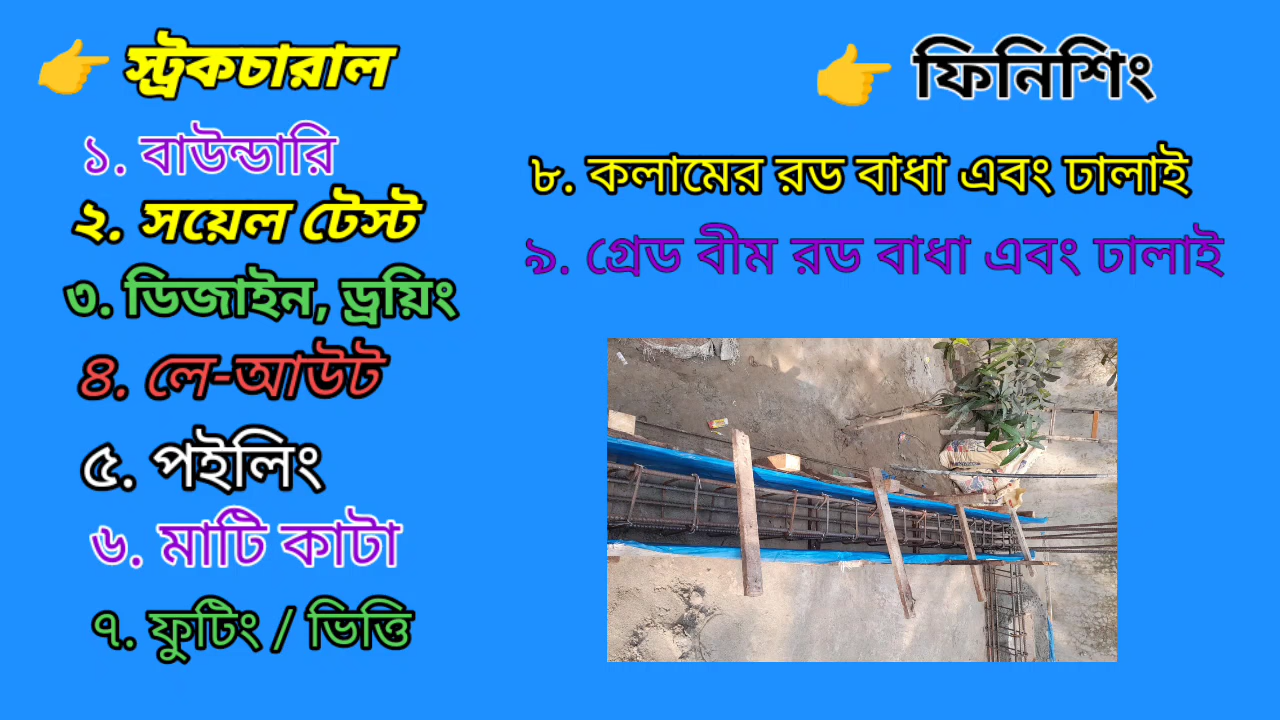 👉 স্ট্রকচারাল
১. বাউন্ডারি
২. সয়েল টেস্ট
৩. ডিজাইন, ড্রয়িং
৪. লে-আউট
৫. পইলিং
৬. মাটি কাটা
৭. ফুটিং / ভিত্তি
👉 ফিনিশিং
৮. কলামের রড বাধা এবং ঢালাই
৯. গ্রেড বীম রড বাধা এবং ঢালাই